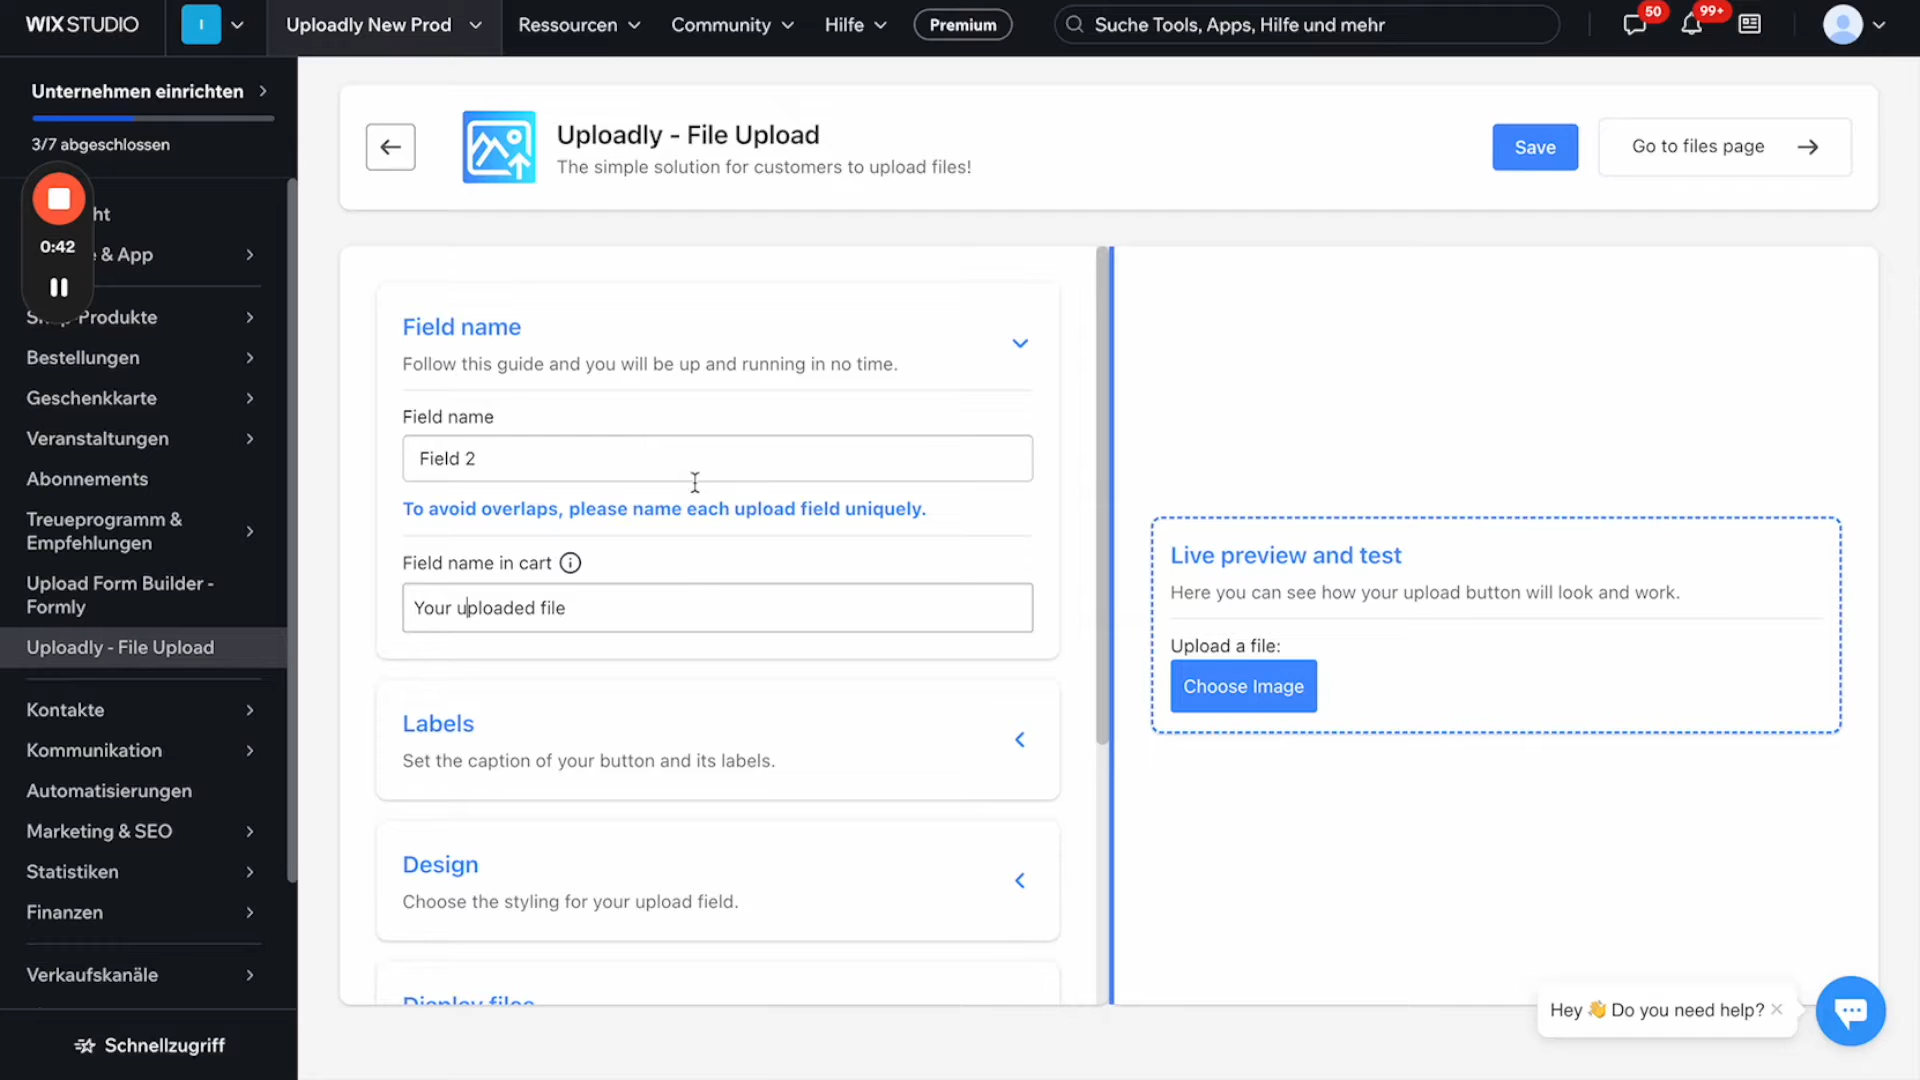 WIX STUDIO
I
Uploadly New Prod
Ressourcen
Community
Hilfe
Premium
Suche Tools, Apps, Hilfe und mehr
50
99+
Unternehmen einrichten
3/7 abgeschlossen
0:42
ht
& App
Produkte
Bestellungen
Geschenkkarte
Veranstaltungen
Abonnements
Treueprogramm &
Empfehlungen
Upload Form Builder -
Formly
Uploadly - File Upload
Kontakte
Kommunikation
Automatisierungen
Marketing & SEO
Statistiken
Finanzen
Verkaufskanäle
Schnellzugriff
Uploadly - File Upload
The simple solution for customers to upload files!
Save
Go to files page
Field name
Follow this guide and you will be up and running in no time.
Field name
Field 2
To avoid overlaps, please name each upload field uniquely.
Field name in cart
Your uploaded file
Labels
Set the caption of your button and its labels.
Design
Choose the styling for your upload field.
Display files
Live preview and test
Here you can see how your upload button will look and work.
Upload a file:
Choose Image
Hey 👋 Do you need help?